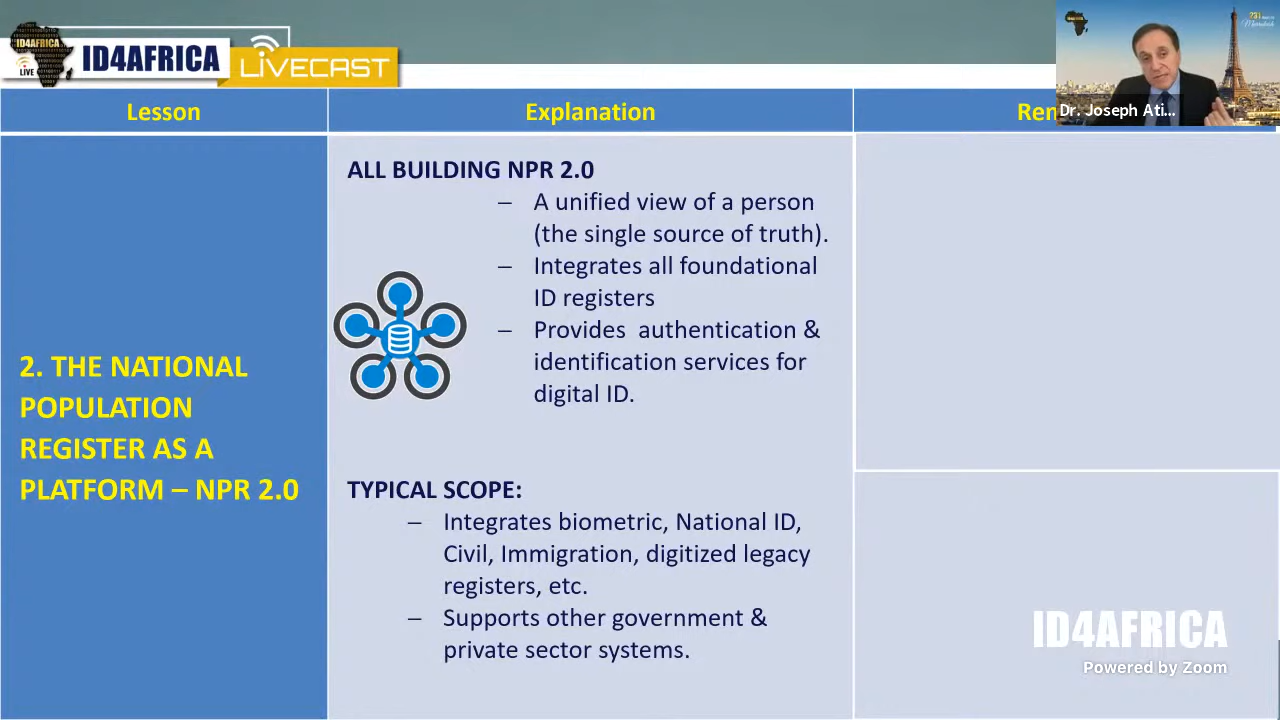 ID4AFRICA
LIVE
ID4AFRICA
LIVECAST
Dr. Joseph Ati...
Lesson
Explanation
2. THE NATIONAL
POPULATION
REGISTER AS A
PLATFORM – NPR 2.0
ALL BUILDING NPR 2.0
– A unified view of a person
(the single source of truth).
– Integrates all foundational
ID registers
– Provides authentication &
identification services for
digital ID.
TYPICAL SCOPE:
– Integrates biometric, National ID,
Civil, Immigration, digitized legacy
registers, etc.
– Supports other government &
private sector systems.
ID4AFRICA
Powered by Zoom